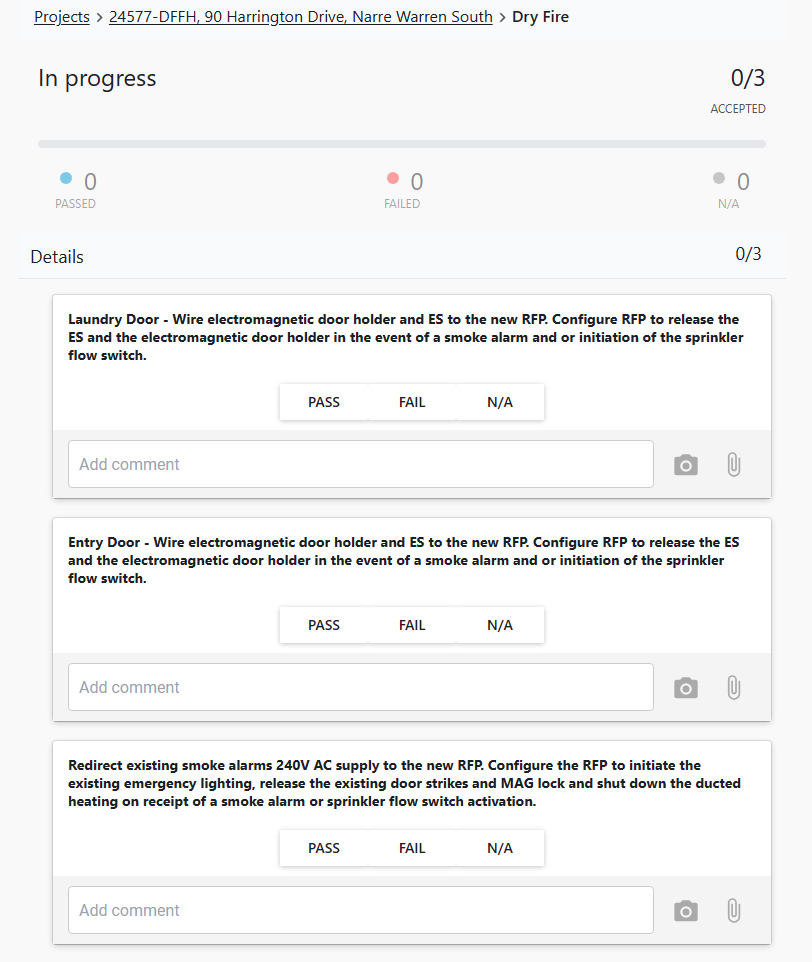 Projects > 24577-DFFH, 90 Harrington Drive, Narre Warren South > Dry Fire
In progress
0/3
ACCEPTED
0
PASSED
0
FAILED
0
N/A
Details
0/3
Laundry Door - Wire electromagnetic door holder and ES to the new RFP. Configure RFP to release the
ES and the electromagnetic door holder in the event of a smoke alarm and or initiation of the sprinkler
flow switch.
PASS FAIL N/A
Add comment
Entry Door - Wire electromagnetic door holder and ES to the new RFP. Configure RFP to release the ES
and the electromagnetic door holder in the event of a smoke alarm and or initiation of the sprinkler
flow switch.
PASS FAIL N/A
Add comment
Redirect existing smoke alarms 240V AC supply to the new RFP. Configure the RFP to initiate the
existing emergency lighting, release the existing door strikes and MAG lock and shut down the ducted
heating on receipt of a smoke alarm or sprinkler flow switch activation.
PASS FAIL N/A
Add comment